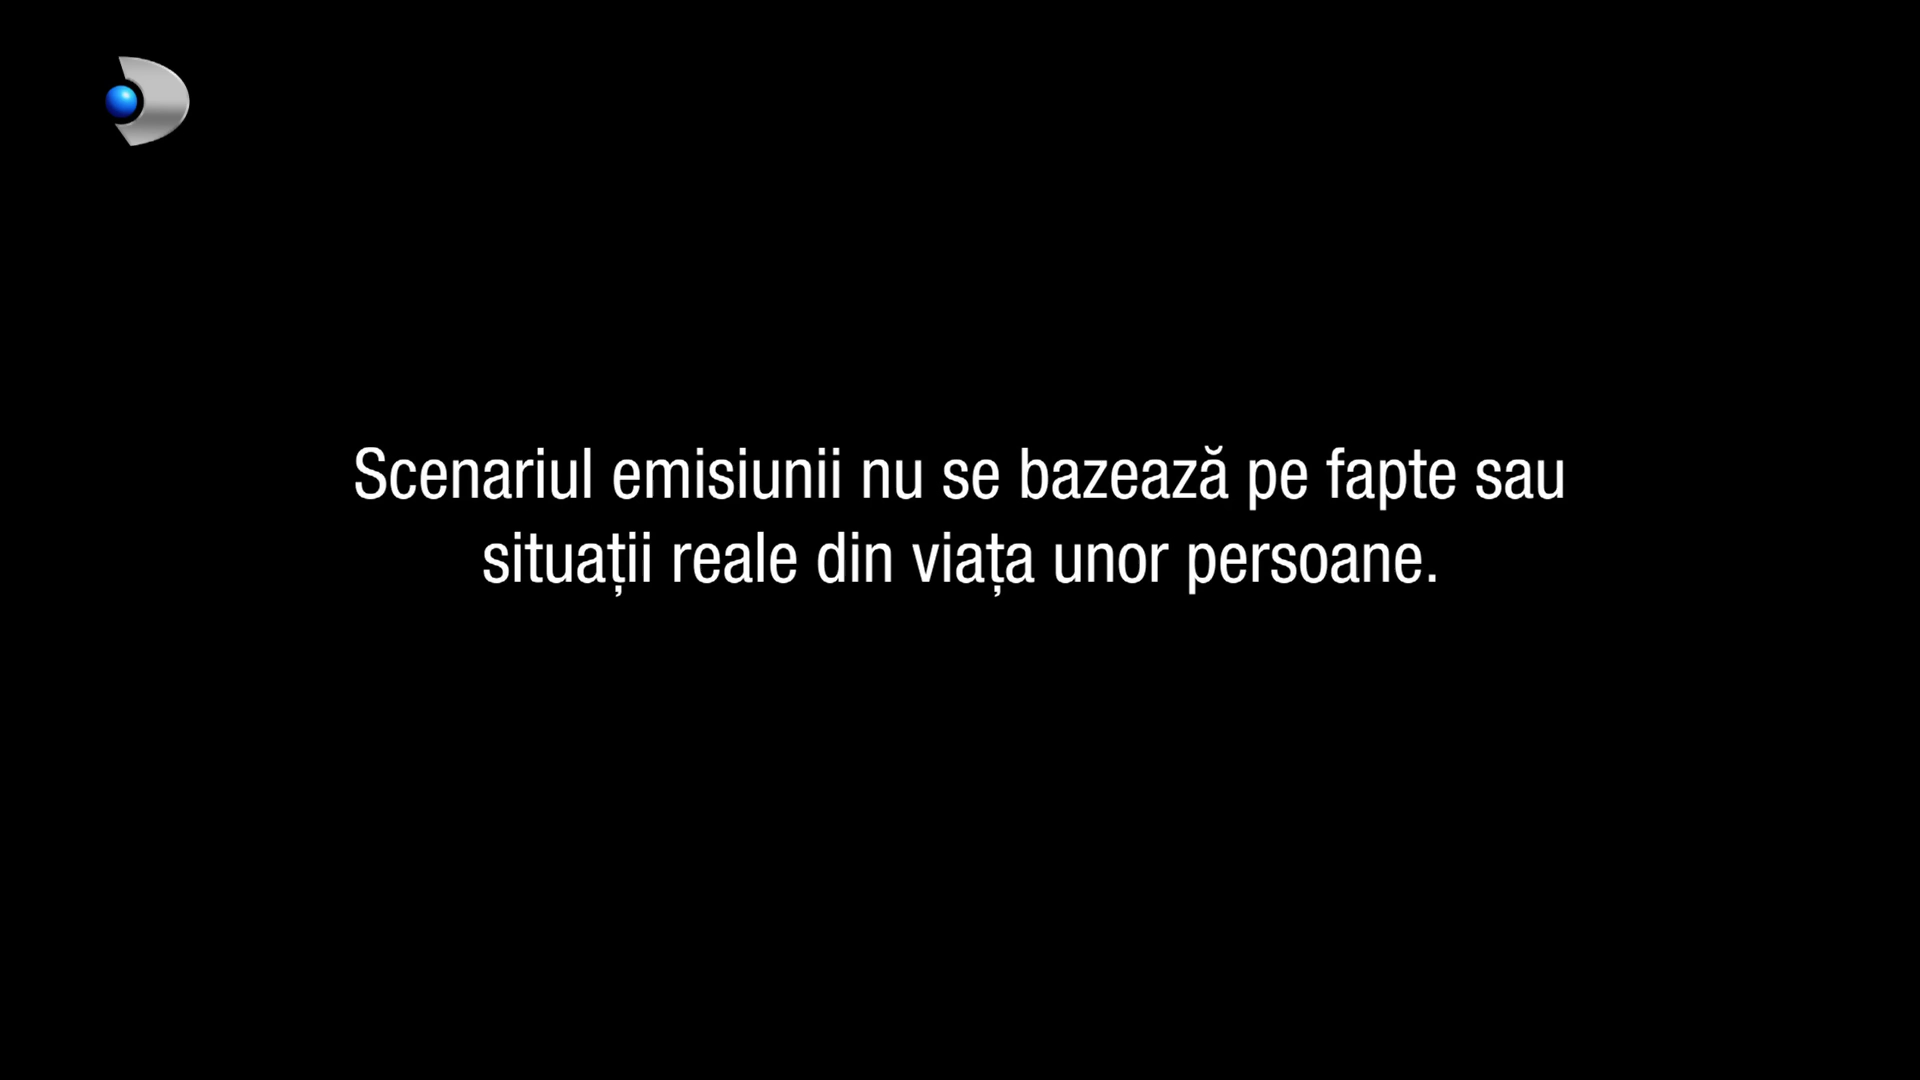 Scenariul emisiunii nu se bazează pe fapte sau
situații reale din viața unor persoane.